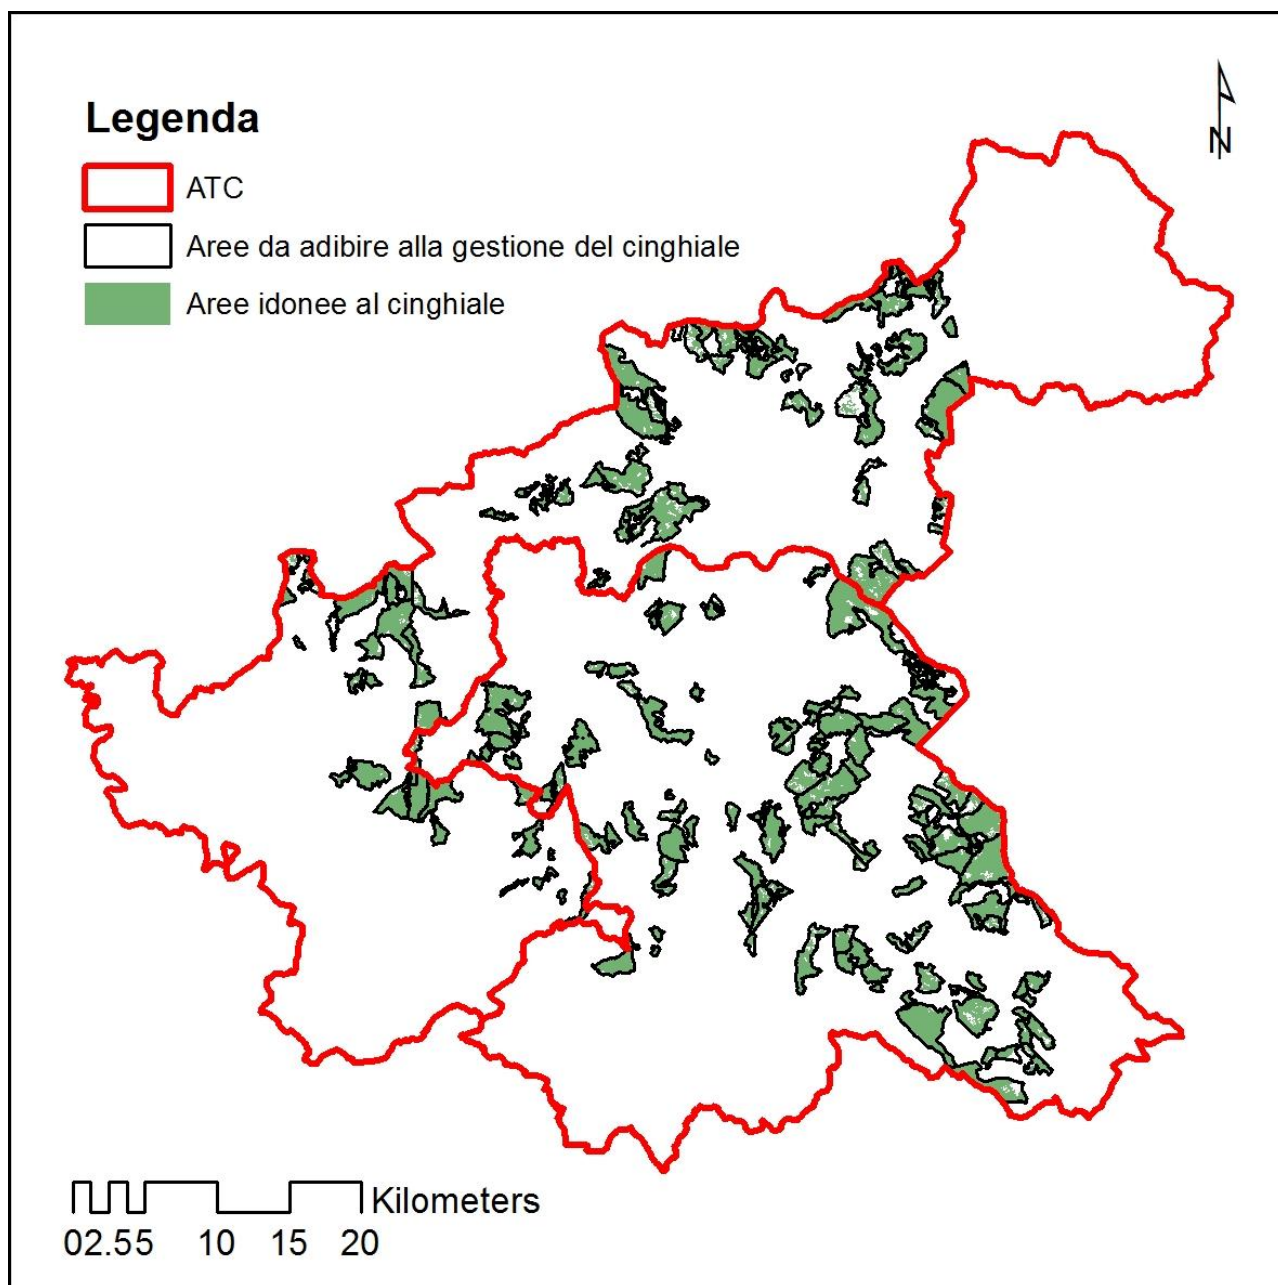 Legenda
N
ATC
Aree da adibire alla gestione del cinghiale
Aree idonee al cinghiale
Kilometers
02.55 10 15 20